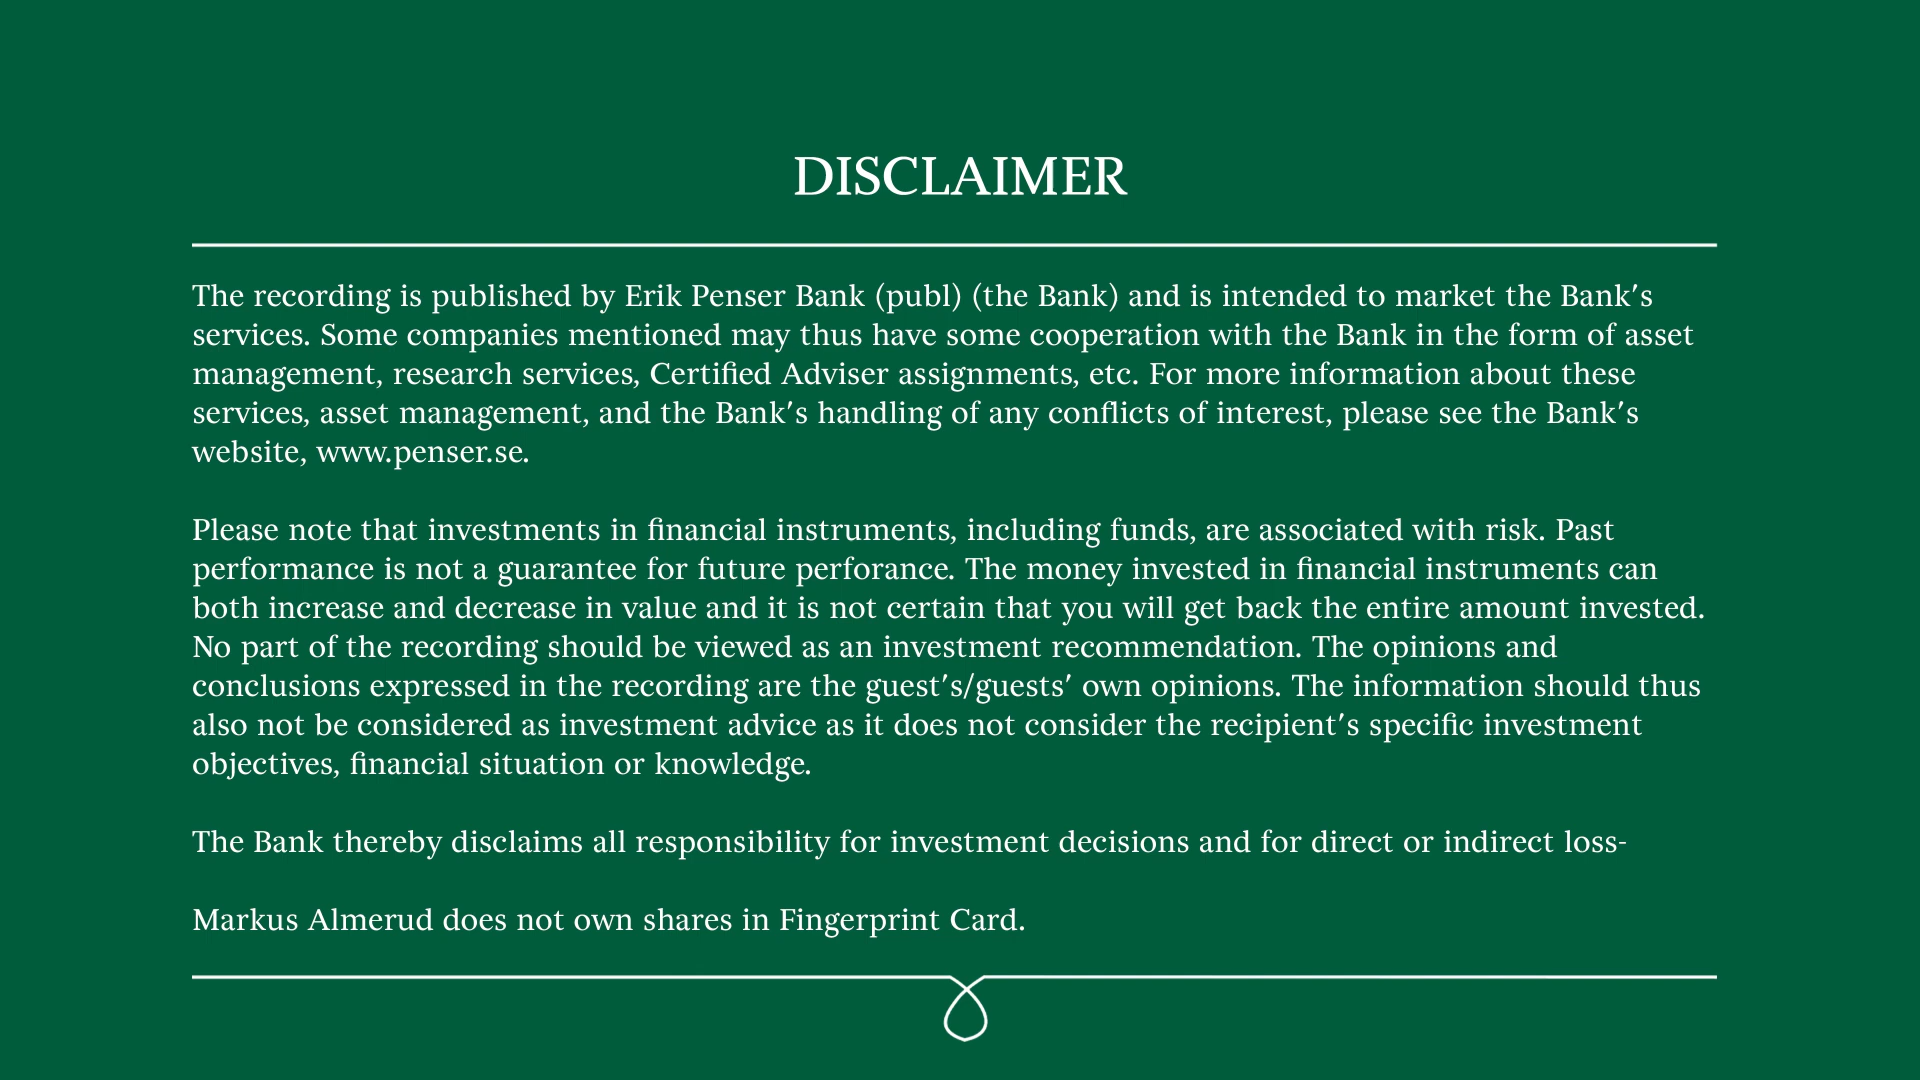 DISCLAIMER
The recording is published by Erik Penser Bank (publ) (the Bank) and is intended to market the Bank's
services. Some companies mentioned may thus have some cooperation with the Bank in the form of asset
management, research services, Certified Adviser assignments, etc. For more information about these
services, asset management, and the Bank's handling of any conflicts of interest, please see the Bank's
website, www.penser.se.
Please note that investments in financial instruments, including funds, are associated with risk. Past
performance is not a guarantee for future perforance. The money invested in financial instruments can
both increase and decrease in value and it is not certain that you will get back the entire amount invested.
No part of the recording should be viewed as an investment recommendation. The opinions and
conclusions expressed in the recording are the guest's/guests' own opinions. The information should thus
also not be considered as investment advice as it does not consider the recipient's specific investment
objectives, financial situation or knowledge.
The Bank thereby disclaims all responsibility for investment decisions and for direct or indirect loss-
Markus Almerud does not own shares in Fingerprint Card.